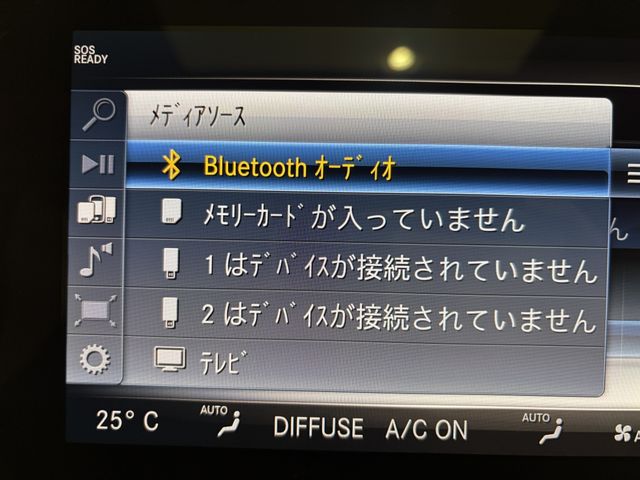 SOS
READY
ﾒﾃﾞｨｱｿｰｽ
Bluetooth ｵｰﾃﾞｨｵ
ﾒﾓﾘｰｶｰﾄﾞが入っていません
ん
1 はﾃﾞﾊﾞｲｽが接続されていません
2 はﾃﾞﾊﾞｲｽが接続されていません
ﾃﾚﾋﾞ
25° C
AUTO
DIFFUSE
A/C ON
AUTO
A